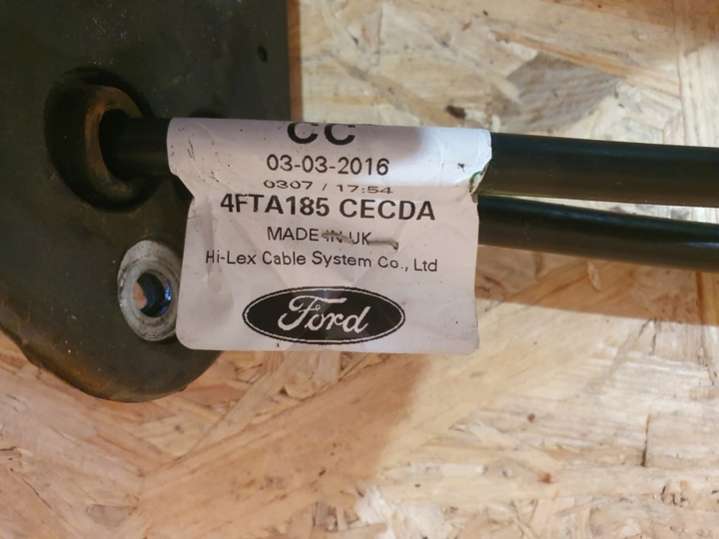 CC
03-03-2016
0307 / 17:54
4FTA185 CECDA
MADE IN UK
Hi-Lex Cable System Co., Ltd
Ford